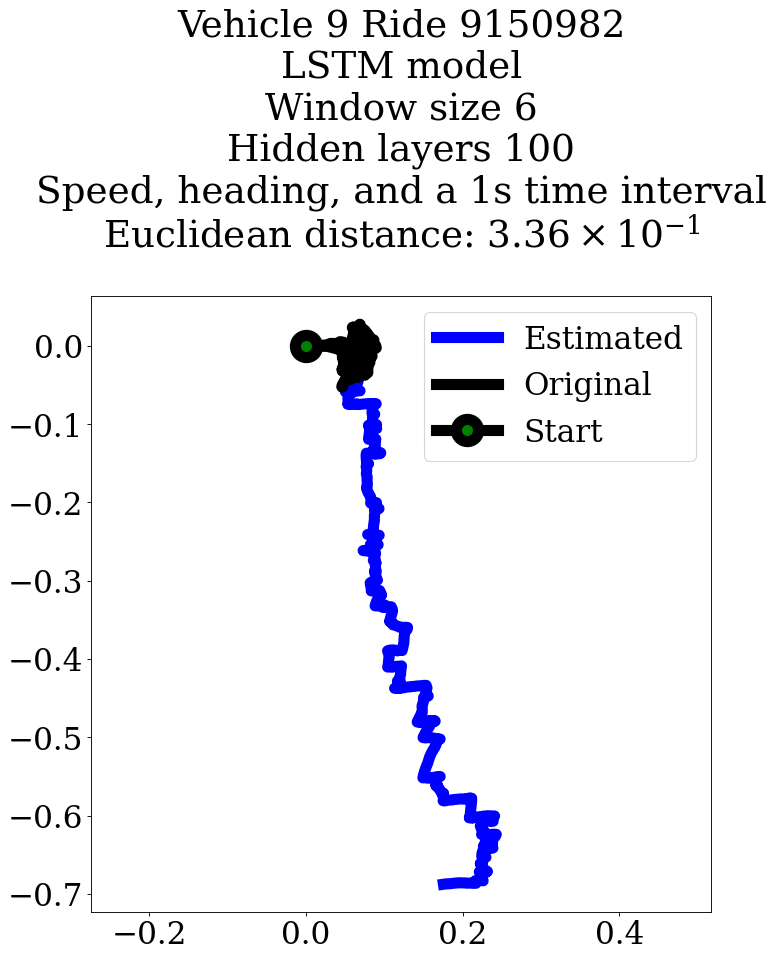 Vehicle 9 Ride 9150982
LSTM model
Window size 6
Hidden layers 100
Speed, heading, and a 1s time interval
Euclidean distance: 3.36 × 10⁻¹
Estimated
Original
Start
0.0
−0.1
−0.2
−0.3
−0.4
−0.5
−0.6
−0.7
−0.2
0.0
0.2
0.4